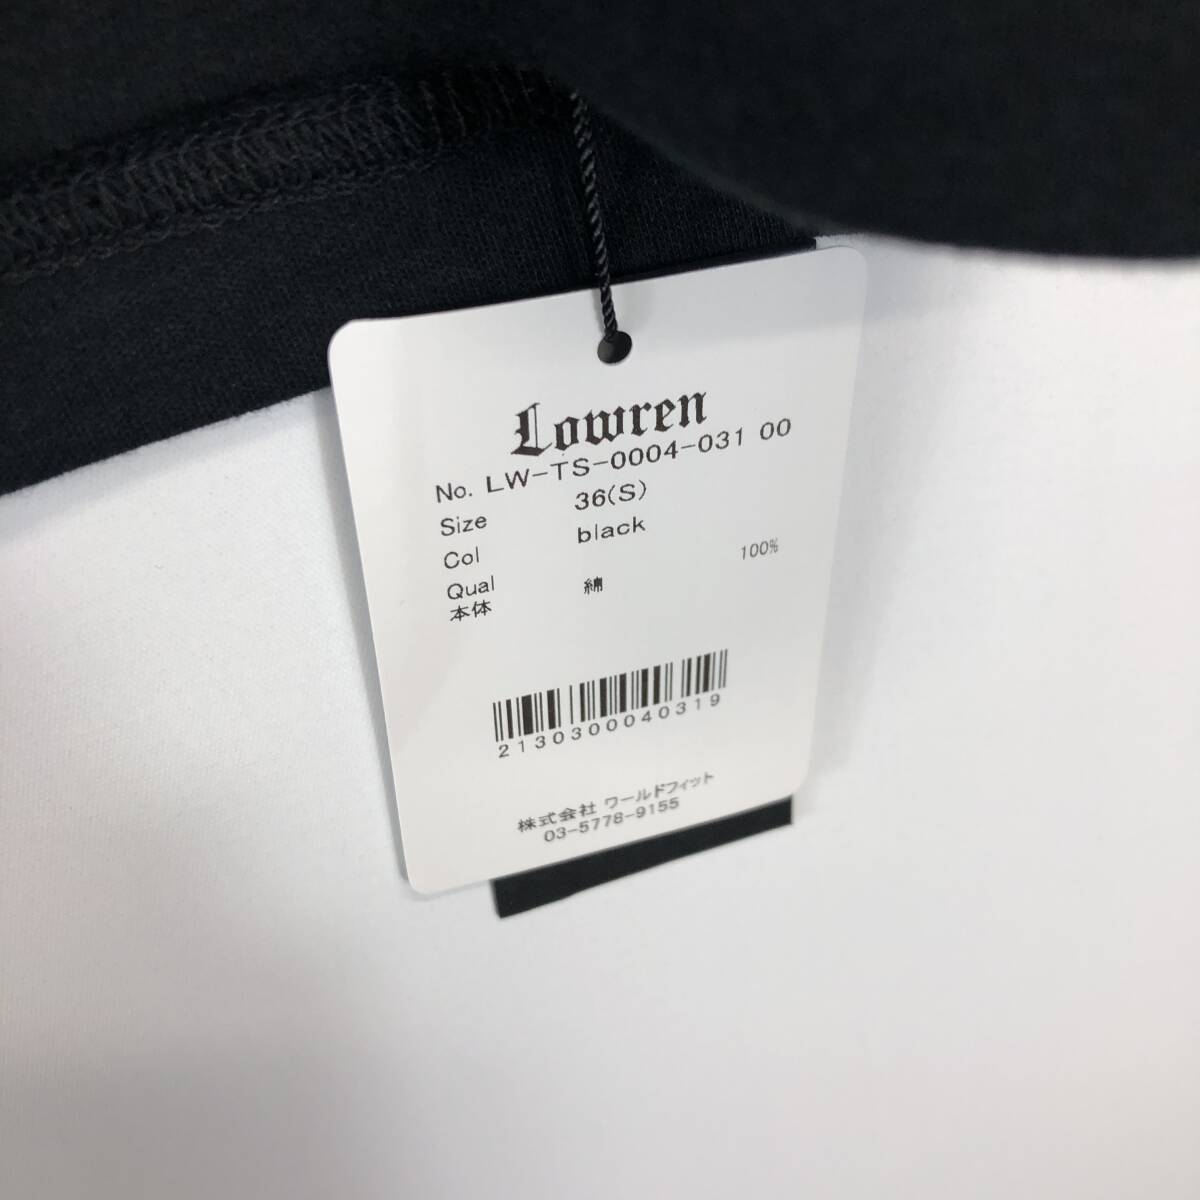 Lowren
No. LW-TS-0004-031 00
Size 36(S)
Col black
Qual
本体 綿 100%
2130300040319
株式会社 ワールドフィット
03-5778-9155